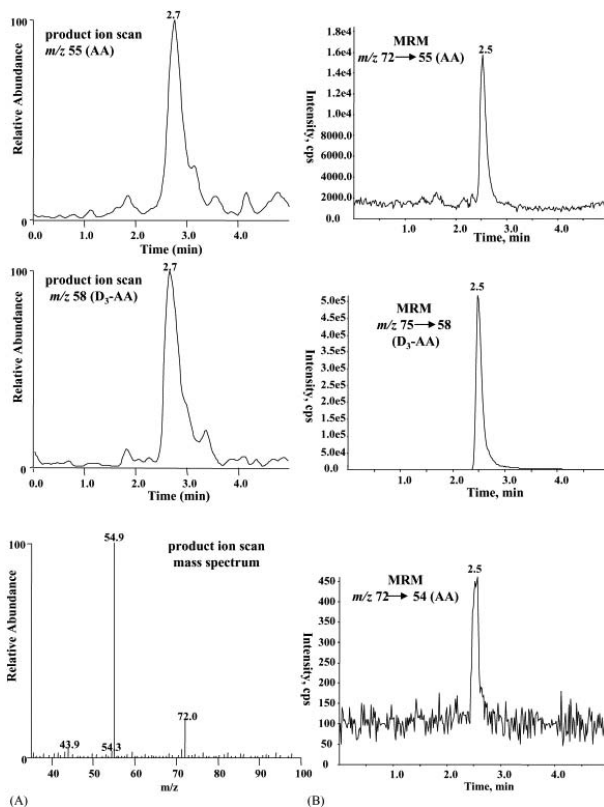 product ion scan
m/z 55 (AA)
2.7
100
0
Relative Abundance
0.0 1.0 2.0 3.0 4.0
Time (min)
MRM
m/z 72→55 (AA)
2.5
1.8e4
1.6e4
1.4e4
1.2e4
1.0e4
8000.0
6000.0
4000.0
2000.0
0.0
Intensity, cps
1.0 2.0 3.0 4.0
Time, min
product ion scan
m/z 58 (D3-AA)
2.7
100
0
Relative Abundance
0.0 1.0 2.0 3.0 4.0
Time (min)
MRM
m/z 75→58
(D3-AA)
2.5
5.0e5
4.5e5
4.0e5
3.5e5
3.0e5
2.5e5
2.0e5
1.5e5
1.0e5
5.0e4
0.0
Intensity, cps
1.0 2.0 3.0 4.0
Time, min
product ion scan
mass spectrum
54.9
100
0
Relative Abundance
43.9
54.3
72.0
40 50 60 70 80 90 100
m/z
(A)
MRM
m/z 72→54 (AA)
2.5
450
400
350
300
250
200
150
100
50
0
Intensity, cps
1.0 2.0 3.0 4.0
Time, min
(B)